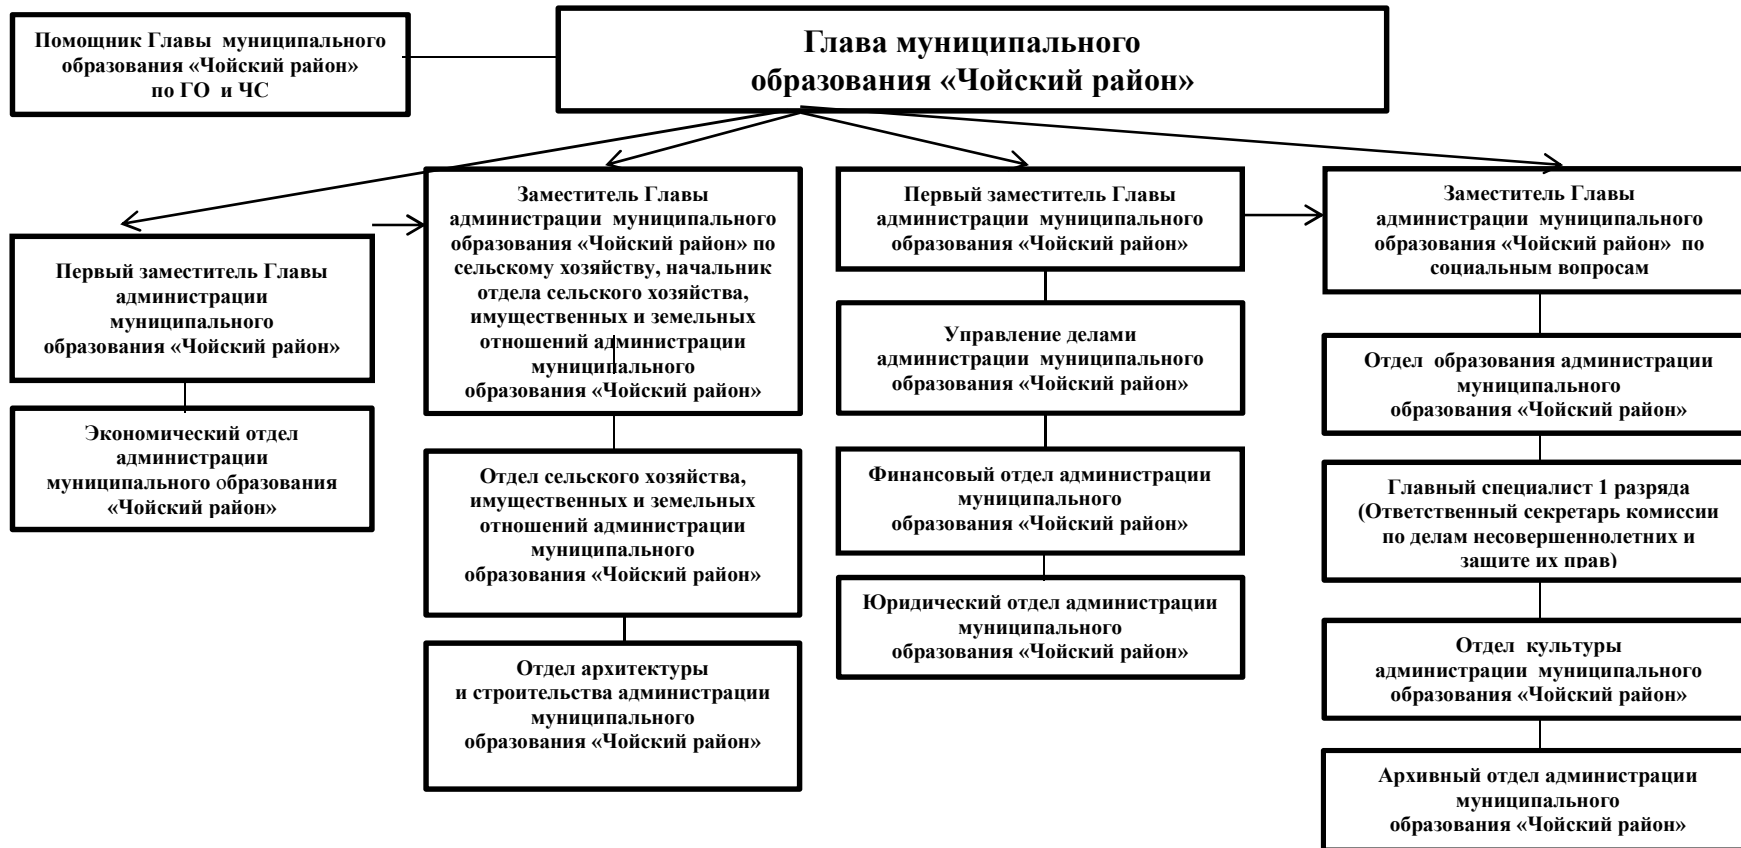 Помощник Главы муниципального
образования «Чойский район»
по ГО и ЧС
Глава муниципального
образования «Чойский район»
Первый заместитель Главы
администрации
муниципального
образования «Чойский район»
Экономический отдел
администрации
муниципального образования
«Чойский район»
Заместитель Главы
администрации муниципального
образования «Чойский район» по
сельскому хозяйству, начальник
отдела сельского хозяйства,
имущественных и земельных
отношений администрации
муниципального
образования «Чойский район»
Отдел сельского хозяйства,
имущественных и земельных
отношений администрации
муниципального
образования «Чойский район»
Отдел архитектуры
и строительства администрации
муниципального
образования «Чойский район»
Первый заместитель Главы
администрации муниципального
образования «Чойский район»
Управление делами
администрации муниципального
образования «Чойский район»
Финансовый отдел администрации
муниципального
образования «Чойский район»
Юридический отдел администрации
муниципального
образования «Чойский район»
Заместитель Главы
администрации муниципального
образования «Чойский район» по
социальным вопросам
Отдел образования администрации
муниципального
образования «Чойский район»
Главный специалист 1 разряда
(Ответственный секретарь комиссии
по делам несовершеннолетних и
защите их прав)
Отдел культуры
администрации муниципального
образования «Чойский район»
Архивный отдел администрации
муниципального
образования «Чойский район»